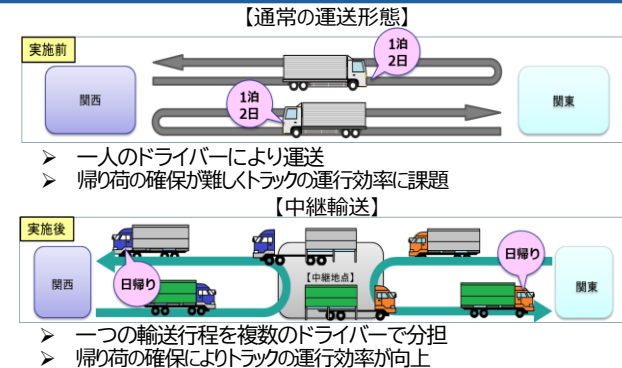 【通常の運送形態】
実施前
1泊
2日
関西
1泊
2日
関東
➢ 一人のドライバーにより運送
➢ 帰り荷の確保が難しくトラックの運行効率に課題
【中継輸送】
実施後
関西
日帰り
【中継地点】
日帰り
関東
➢ 一つの輸送行程を複数のドライバーで分担
➢ 帰り荷の確保によりトラックの運行効率が向上